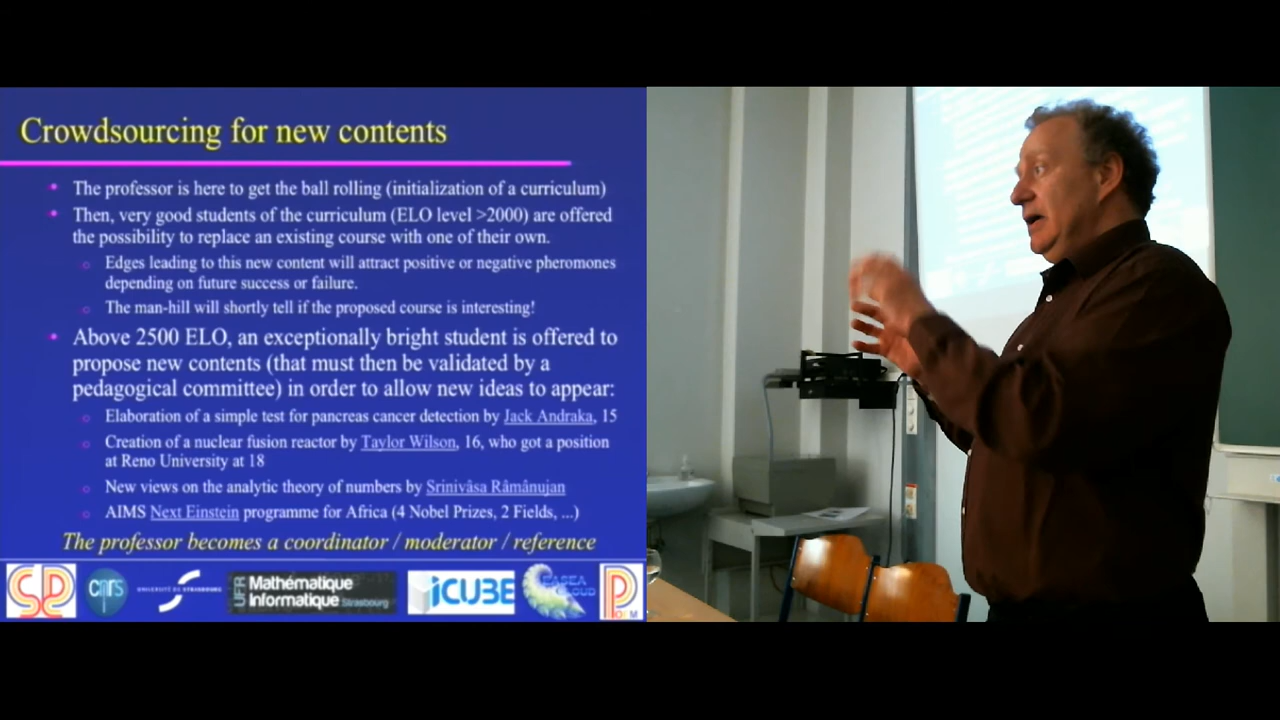 Crowdsourcing for new contents
The professor is here to get the ball rolling (initialization of a curriculum)
Then, very good students of the curriculum (ELO level >2000) are offered
the possibility to replace an existing course with one of their own.
Edges leading to this new content will attract positive or negative pheromones
depending on future success or failure.
The man-hill will shortly tell if the proposed course is interesting!
Above 2500 ELO, an exceptionally bright student is offered to
propose new contents (that must then be validated by a
pedagogical committee) in order to allow new ideas to appear:
Elaboration of a simple test for pancreas cancer detection by Jack Andraka, 15
Creation of a nuclear fusion reactor by Taylor Wilson, 16, who got a position
at Reno University at 18
New views on the analytic theory of numbers by Srinivâsa Râmânujan
AIMS Next Einstein programme for Africa (4 Nobel Prizes, 2 Fields, ...)
The professor becomes a coordinator / moderator / reference
cnrs
UNIVERSITÉ DE STRASBOURG
UFR Mathématique
Informatique Strasbourg
iCUBE
EASEA
CLOUD